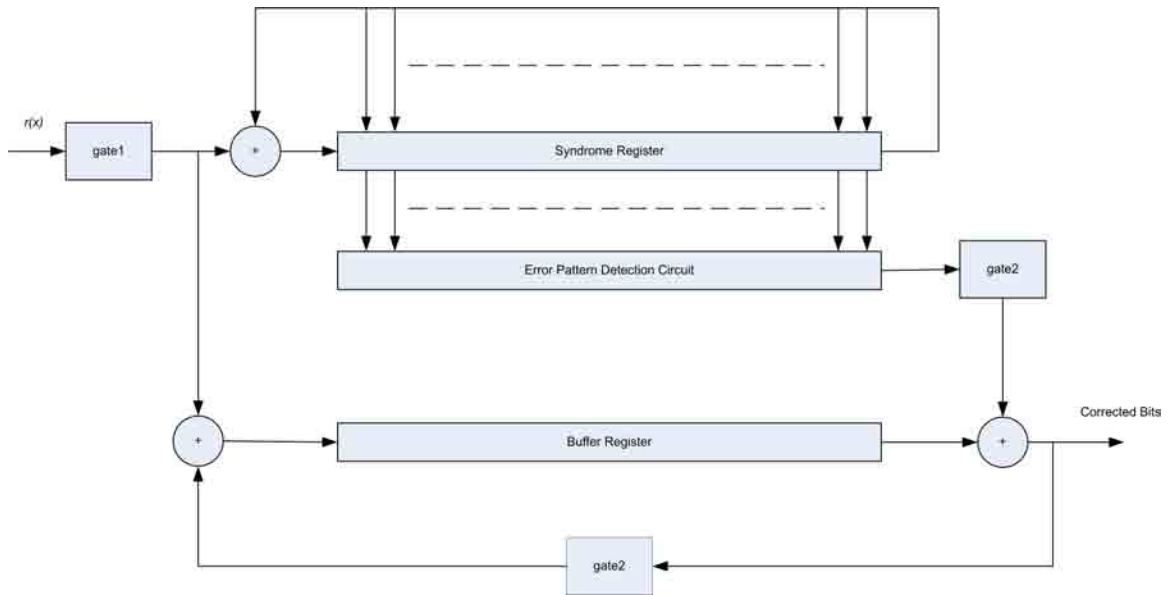 r(x)
gate1
+
Syndrome Register
Error Pattern Detection Circuit
gate2
Corrected Bits
+
Buffer Register
+
gate2